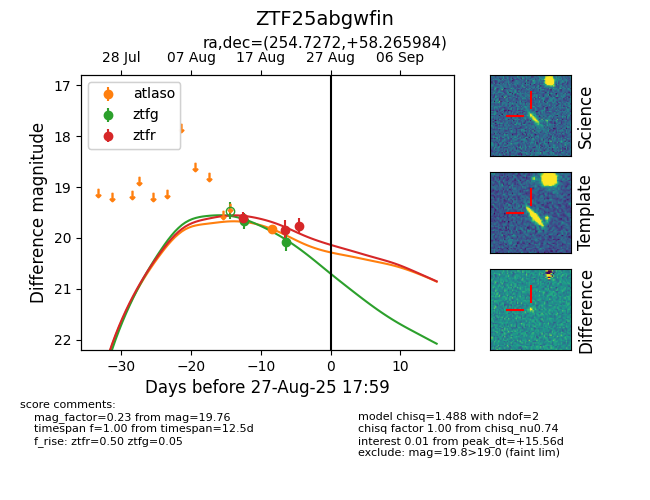 ZTF25abgwfin
ra,dec=(254.7272,+58.265984)
28 Jul 07 Aug 17 Aug 27 Aug 06 Sep
17
18
19
20
21
22
Difference magnitude
atlaso
ztfg
ztfr
−30 −20 −10 0 10
Days before 27-Aug-25 17:59
Science
Template
Difference
score comments:
mag_factor=0.23 from mag=19.76
timespan f=1.00 from timespan=12.5d
f_rise: ztfr=0.50 ztfg=0.05
model chisq=1.488 with ndof=2
chisq factor 1.00 from chisq_nu0.74
interest 0.01 from peak_dt=+15.56d
exclude: mag=19.8>19.0 (faint lim)